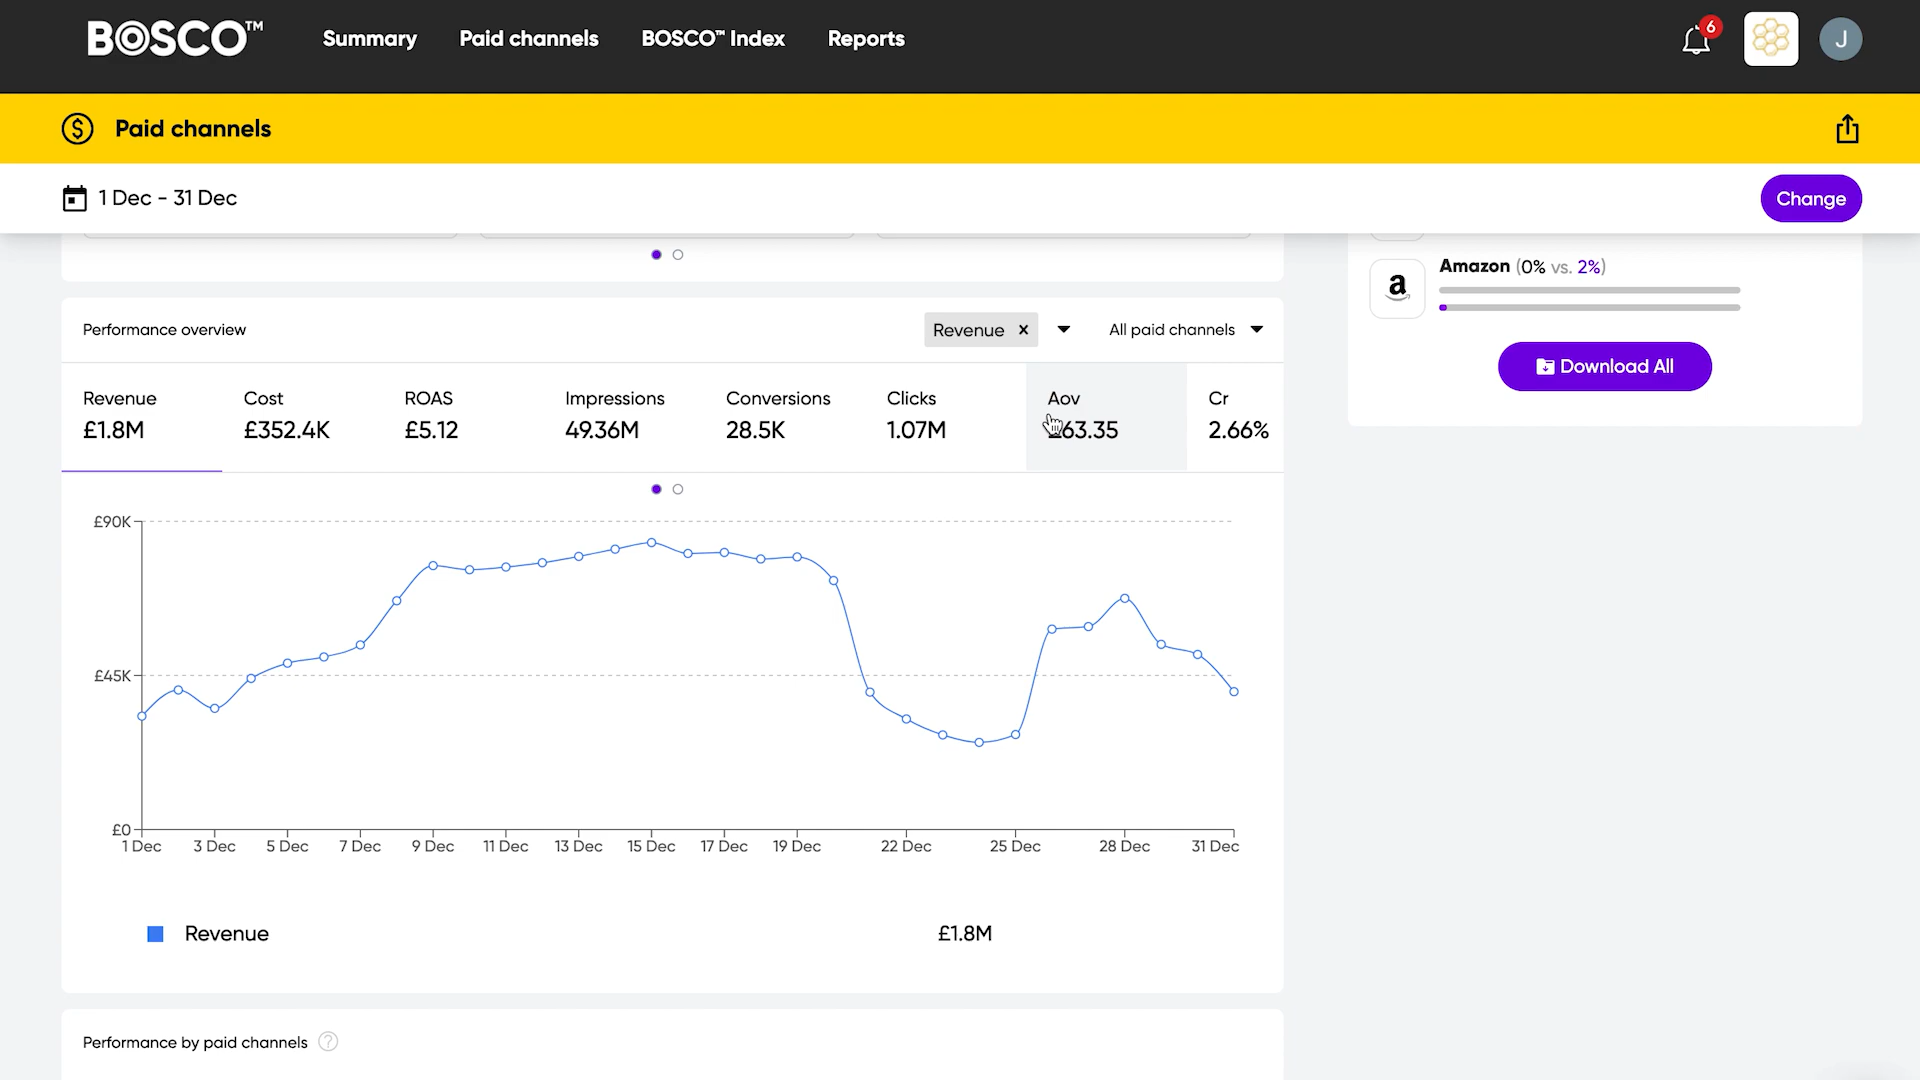 BOSCO™
Summary
Paid channels
BOSCO™ Index
Reports
6
J
Paid channels
1 Dec - 31 Dec
Change
Amazon (0% vs. 2%)
Download All
Performance overview
Revenue ×
All paid channels
Revenue
£1.8M
Cost
£352.4K
ROAS
£5.12
Impressions
49.36M
Conversions
28.5K
Clicks
1.07M
Aov
63.35
Cr
2.66%
£90K
£45K
£0
1 Dec 3 Dec 5 Dec 7 Dec 9 Dec 11 Dec 13 Dec 15 Dec 17 Dec 19 Dec 22 Dec 25 Dec 28 Dec 31 Dec
Revenue £1.8M
Performance by paid channels ?